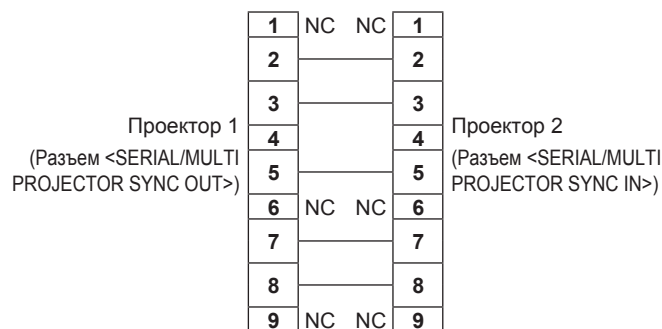 1 NC NC 1
2 2
3 3
Проектор 1
(Разъем <SERIAL/MULTI
PROJECTOR SYNC OUT>)
4 4
Проектор 2
(Разъем <SERIAL/MULTI
PROJECTOR SYNC IN>)
5 5
6 NC NC 6
7 7
8 8
9 NC NC 9